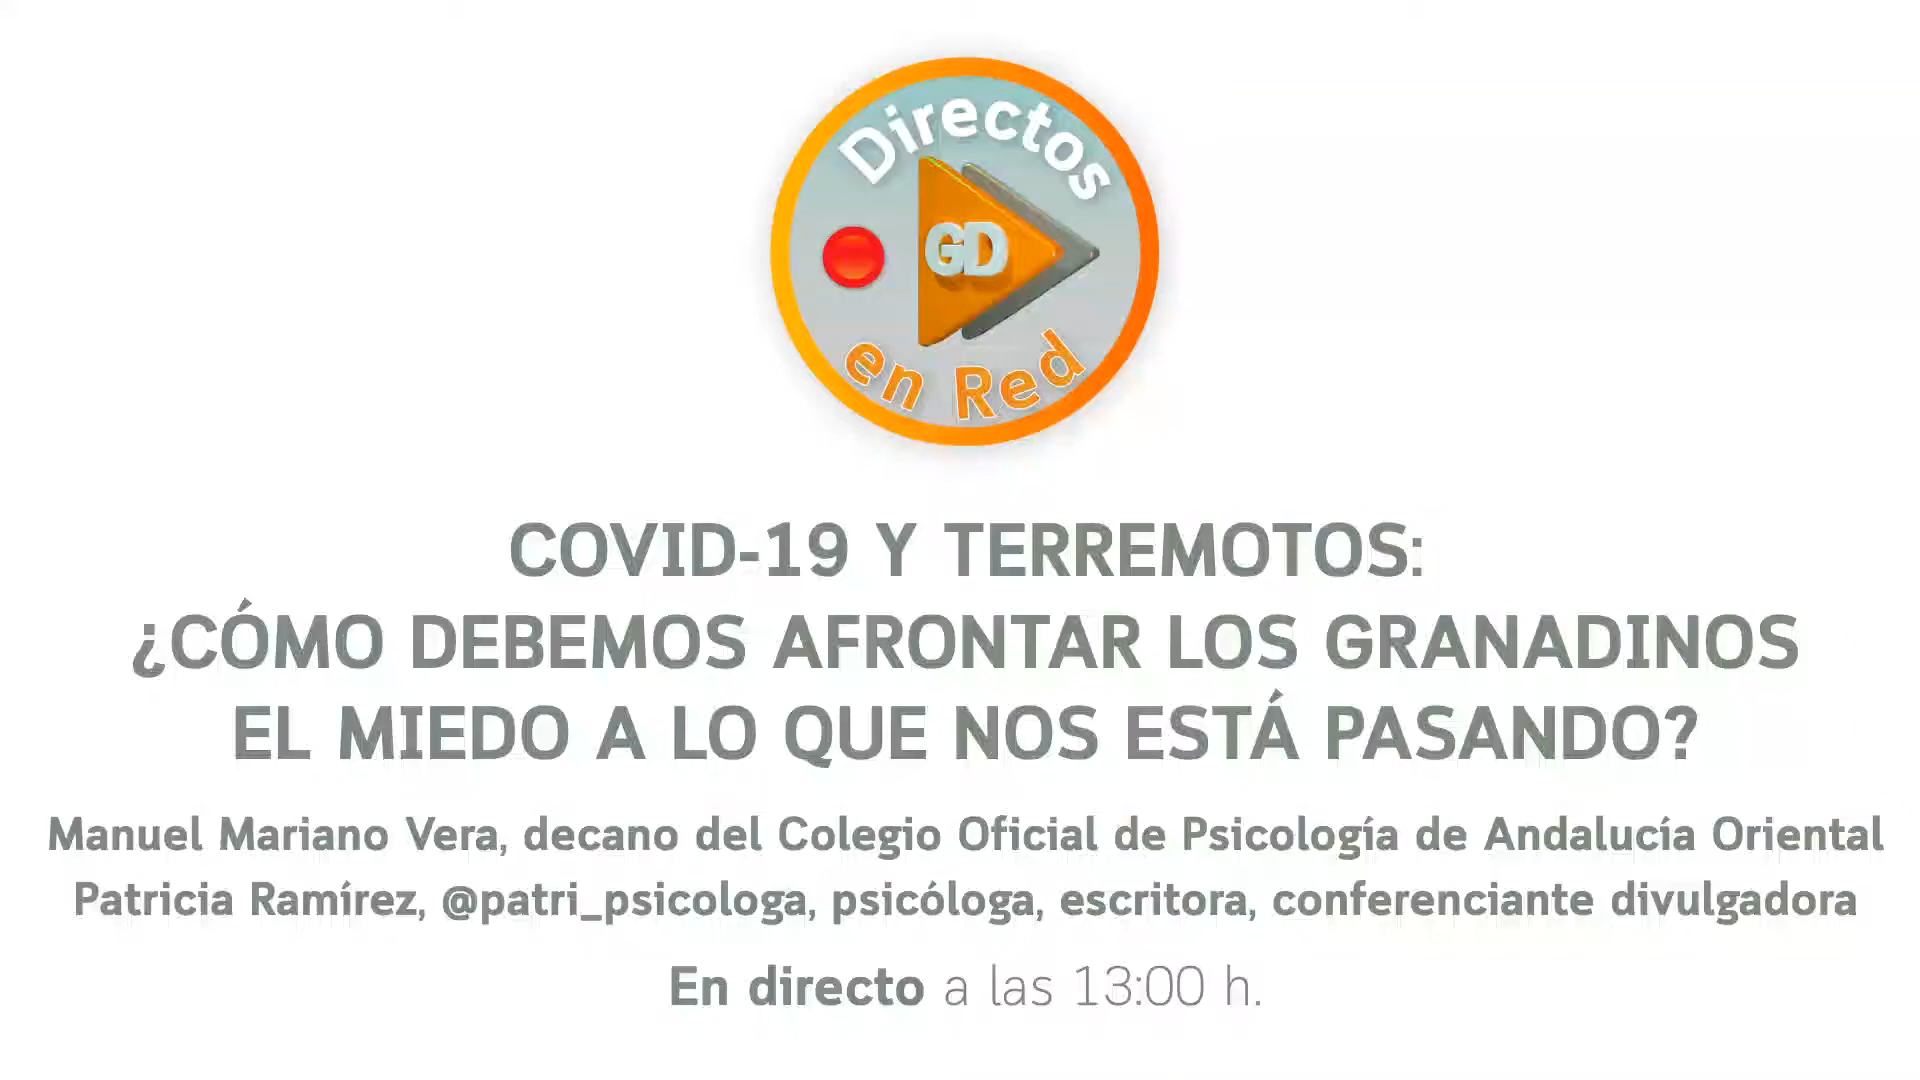 Directos
GD
en Red
COVID-19 Y TERREMOTOS:
¿CÓMO DEBEMOS AFRONTAR LOS GRANADINOS
EL MIEDO A LO QUE NOS ESTÁ PASANDO?
Manuel Mariano Vera, decano del Colegio Oficial de Psicología de Andalucía Oriental
Patricia Ramírez, @patri_psicologa, psicóloga, escritora, conferenciante divulgadora
En directo a las 13:00 h.